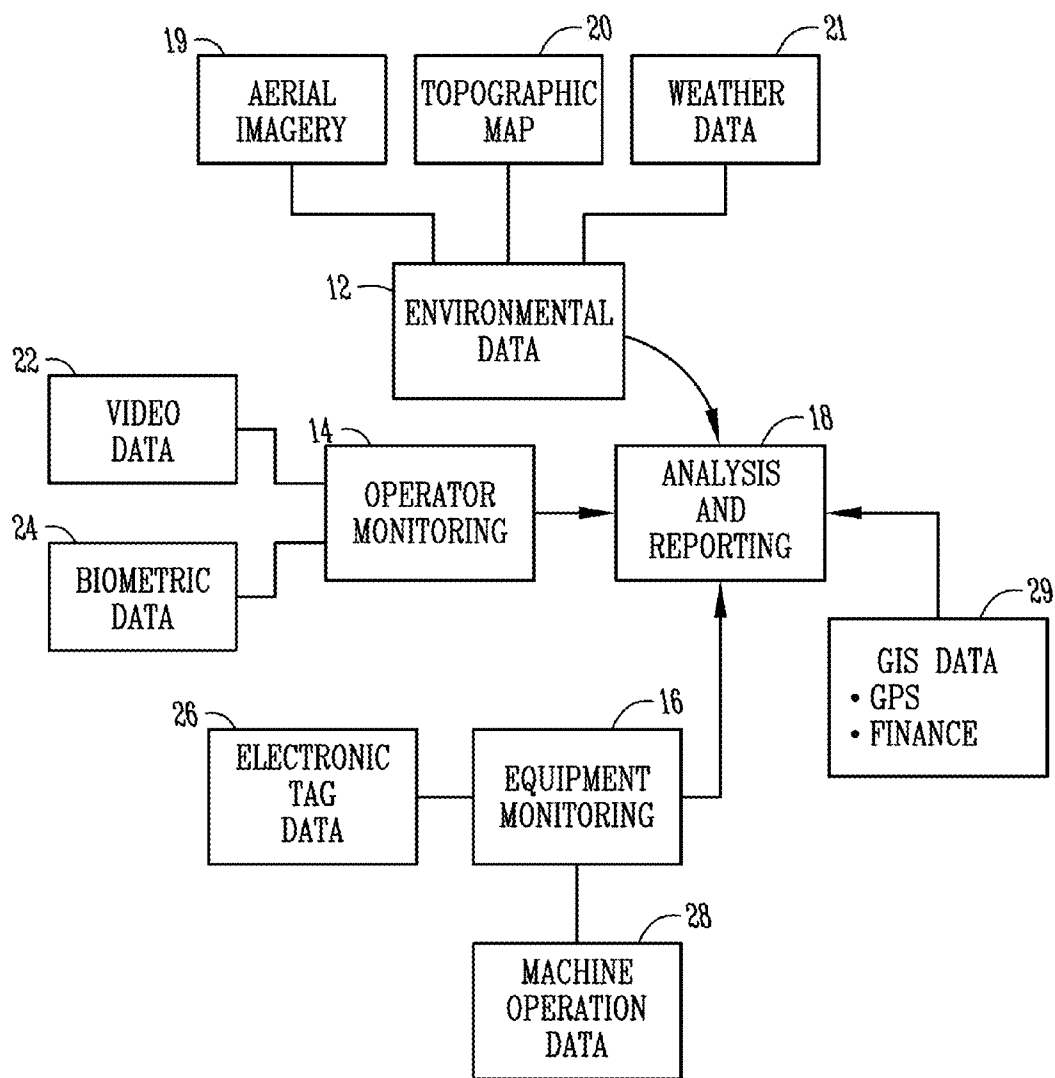 19
AERIAL
IMAGERY
20
TOPOGRAPHIC
MAP
21
WEATHER
DATA
12
ENVIRONMENTAL
DATA
22
VIDEO
DATA
14
OPERATOR
MONITORING
18
ANALYSIS
AND
REPORTING
24
BIOMETRIC
DATA
29
GIS DATA
• GPS
• FINANCE
26
ELECTRONIC
TAG
DATA
16
EQUIPMENT
MONITORING
28
MACHINE
OPERATION
DATA